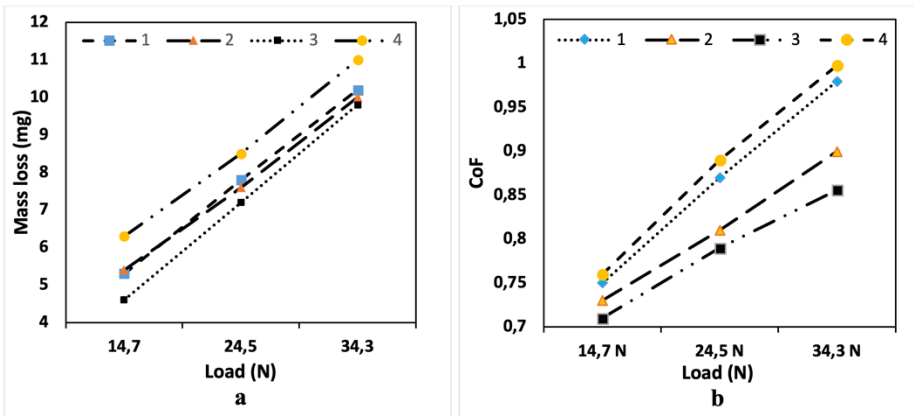 12
11
10
9
8
7
6
5
4
Mass loss (mg)
1 2 3 4
14,7 24,5 34,3
Load (N)
a
1,05
1
0,95
0,9
0,85
0,8
0,75
0,7
CoF
1 2 3 4
14,7 N 24,5 N 34,3 N
Load (N)
b